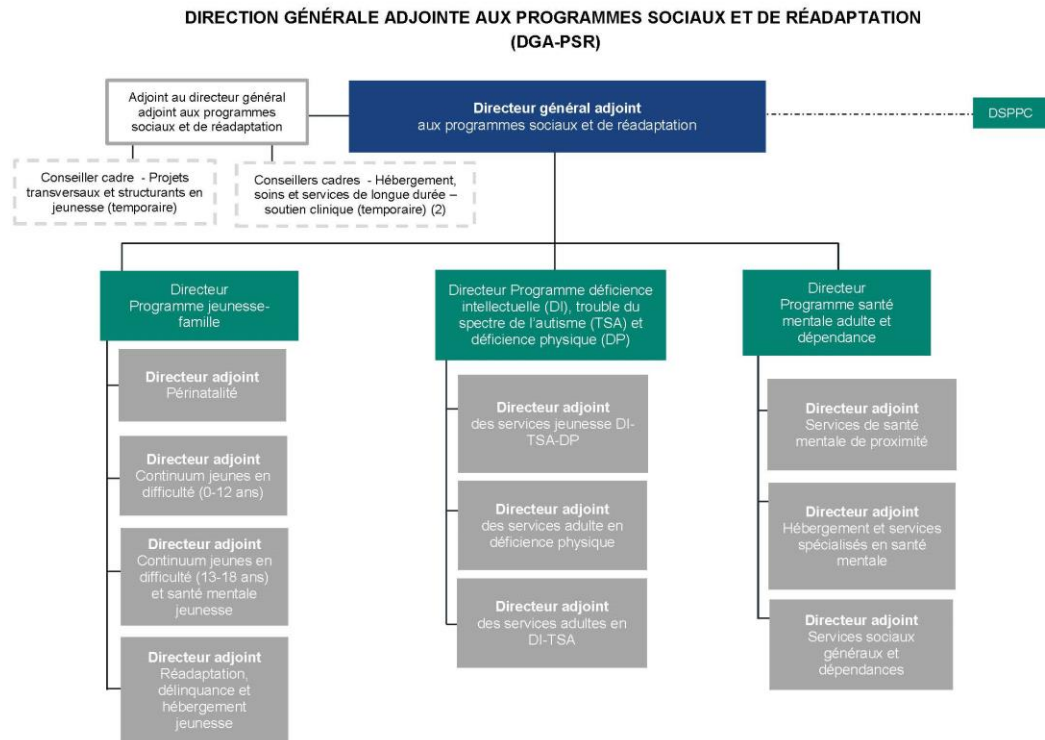 DIRECTION GÉNÉRALE ADJOINTE AUX PROGRAMMES SOCIAUX ET DE RÉADAPTATION
(DGA-PSR)
Adjoint au directeur général
adjoint aux programmes
sociaux et de réadaptation
Directeur général adjoint
aux programmes sociaux et de réadaptation
DSPPC
Conseiller cadre - Projets
transversaux et structurants en
jeunesse (temporaire)
Conseillers cadres - Hébergement,
soins et services de longue durée –
soutien clinique (temporaire) (2)
Directeur
Programme jeunesse-
famille
Directeur adjoint
Périnatalité
Directeur adjoint
Continuum jeunes en
difficulté (0-12 ans)
Directeur adjoint
Continuum jeunes en
difficulté (13-18 ans)
et santé mentale
jeunesse
Directeur adjoint
Réadaptation,
délinquance et
hébergement
jeunesse
Directeur Programme déficience
intellectuelle (DI), trouble du
spectre de l'autisme (TSA) et
déficience physique (DP)
Directeur adjoint
des services jeunesse DI-
TSA-DP
Directeur adjoint
des services adulte en
déficience physique
Directeur adjoint
des services adultes en
DI-TSA
Directeur
Programme santé
mentale adulte et
dépendance
Directeur adjoint
Services de santé
mentale de proximité
Directeur adjoint
Hébergement et services
spécialisés en santé
mentale
Directeur adjoint
Services sociaux
généraux et
dépendances